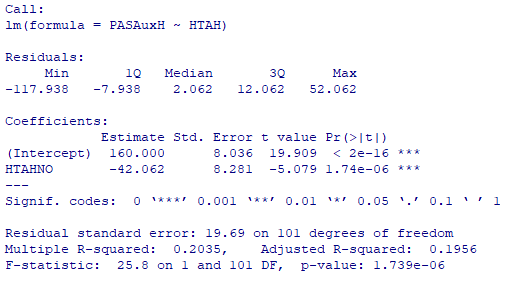 Call:
lm(formula = PASAuxH ~ HTAH)
Residuals:
Min 1Q Median 3Q Max
-117.938 -7.938 2.062 12.062 52.062
Coefficients:
Estimate Std. Error t value Pr(>|t|)
(Intercept) 160.000 8.036 19.909 < 2e-16 ***
HTAHNO -42.062 8.281 -5.079 1.74e-06 ***
---
Signif. codes: 0 ‘***’ 0.001 ‘**’ 0.01 ‘*’ 0.05 ‘.’ 0.1 ‘ ’ 1
Residual standard error: 19.69 on 101 degrees of freedom
Multiple R-squared: 0.2035, Adjusted R-squared: 0.1956
F-statistic: 25.8 on 1 and 101 DF, p-value: 1.739e-06